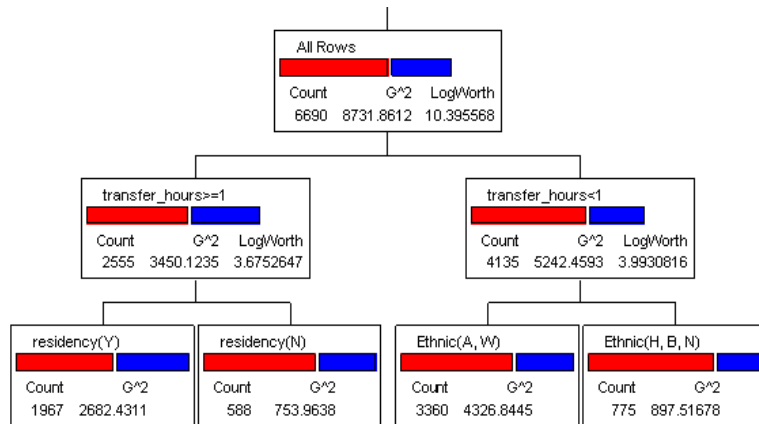 All Rows
Count G^2 LogWorth
6690 8731.8612 10.395568
transfer_hours>=1
Count G^2 LogWorth
2555 3450.1235 3.6752647
transfer_hours<1
Count G^2 LogWorth
4135 5242.4593 3.9930816
residency(Y)
Count G^2
1967 2682.4311
residency(N)
Count G^2
588 753.9638
Ethnic(A, W)
Count G^2
3360 4326.8445
Ethnic(H, B, N)
Count G^2
775 897.51678